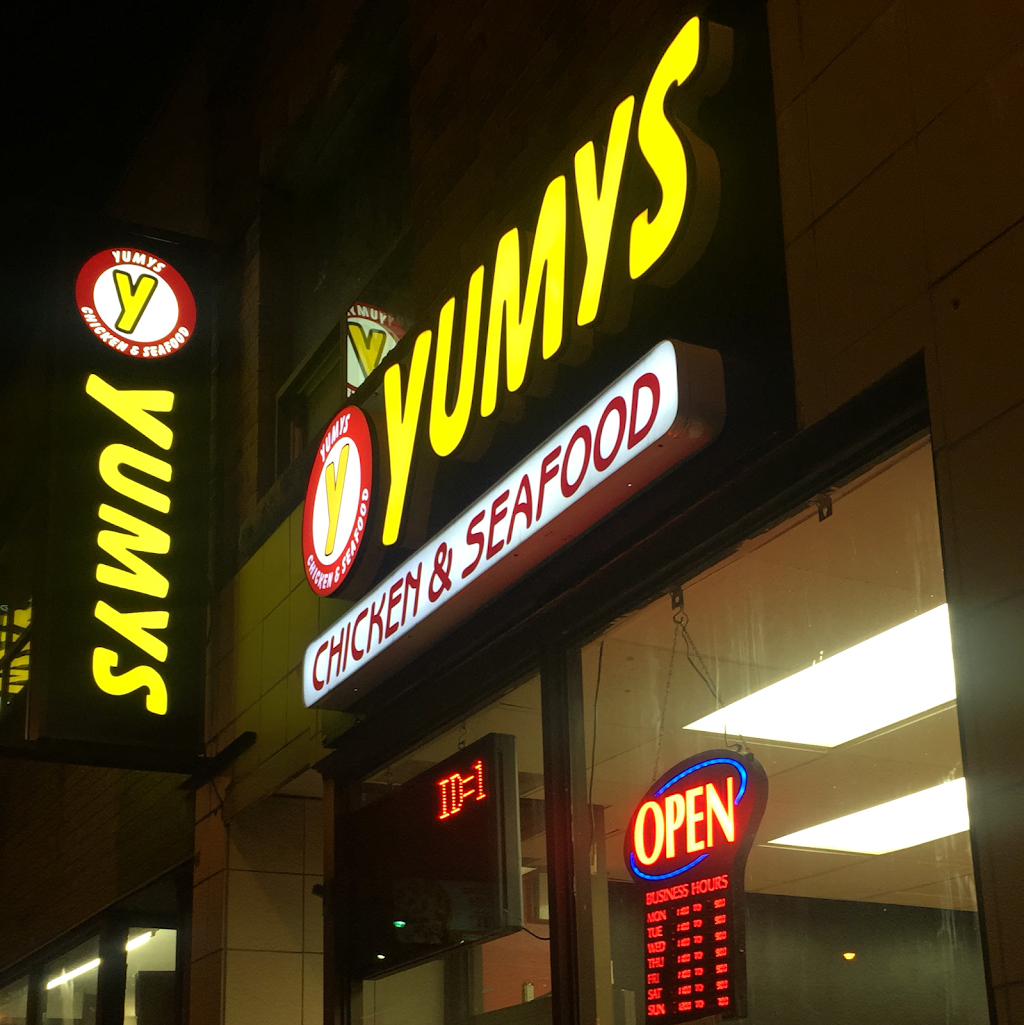 YUMYS
Y
CHICKEN & SEAFOOD
YUMYS
YUMYS
Y
CHICKEN & SEAFOOD
YUMYS
CHICKEN & SEAFOOD
ID=1
OPEN
BUSINESS HOURS
MON
TUE
WED
THU
FRI
SAT
SUN